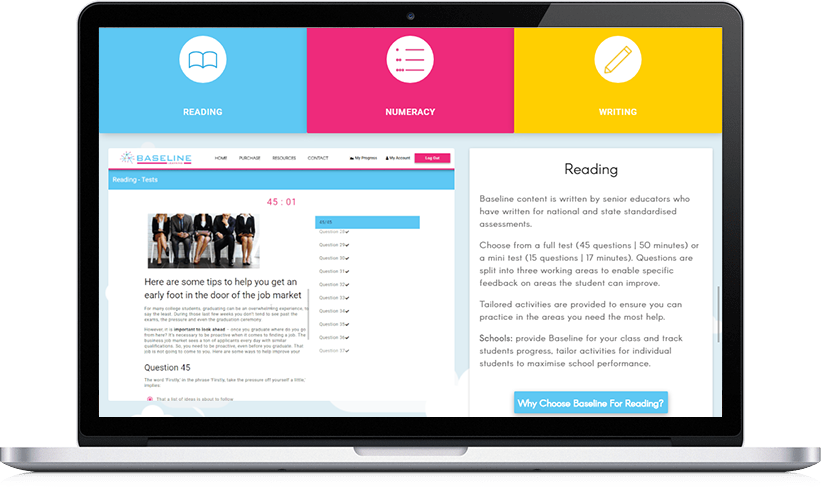 READING
NUMERACY
WRITING
BASELINE
HOME
PURCHASE
RESOURCES
CONTACT
My Progress
My Account
Log Out
Reading - Tests
45 : 01
45/45
Question 29
Question 30
Question 31
Question 32
Question 33
Question 34
Question 35
Question 36
Question 37
Here are some tips to help you get an
early foot in the door of the job market
For many college students, graduating can be an overwhelming experience, to
say the least. During those last few weeks you don't tend to see past the
exams, the pressure and even the graduation ceremony.
However, it is important to look ahead - once you graduate where do you go
from here? It's necessary to be proactive when it comes to finding a job. The
business job market sees a ton of applicants every day with similar
qualifications. So, you need to be proactive, even before you graduate. That
job is not going to come to you. Here are some ways to help improve your
Question 45
The word 'firstly,' in the phrase 'Firstly, take the pressure off yourself a little,'
implies:
That a list of ideas is about to follow
Reading
Baseline content is written by senior educators who
have written for national and state standardised
assessments.
Choose from a full test (45 questions | 50 minutes) or
a mini test (15 questions | 17 minutes). Questions are
split into three working areas to enable specific
feedback on areas the student can improve.
Tailored activities are provided to ensure you can
practice in the areas you need the most help.
Schools: provide Baseline for your class and track
students progress, tailor activities for individual
students to maximise school performance.
Why Choose Baseline For Reading?